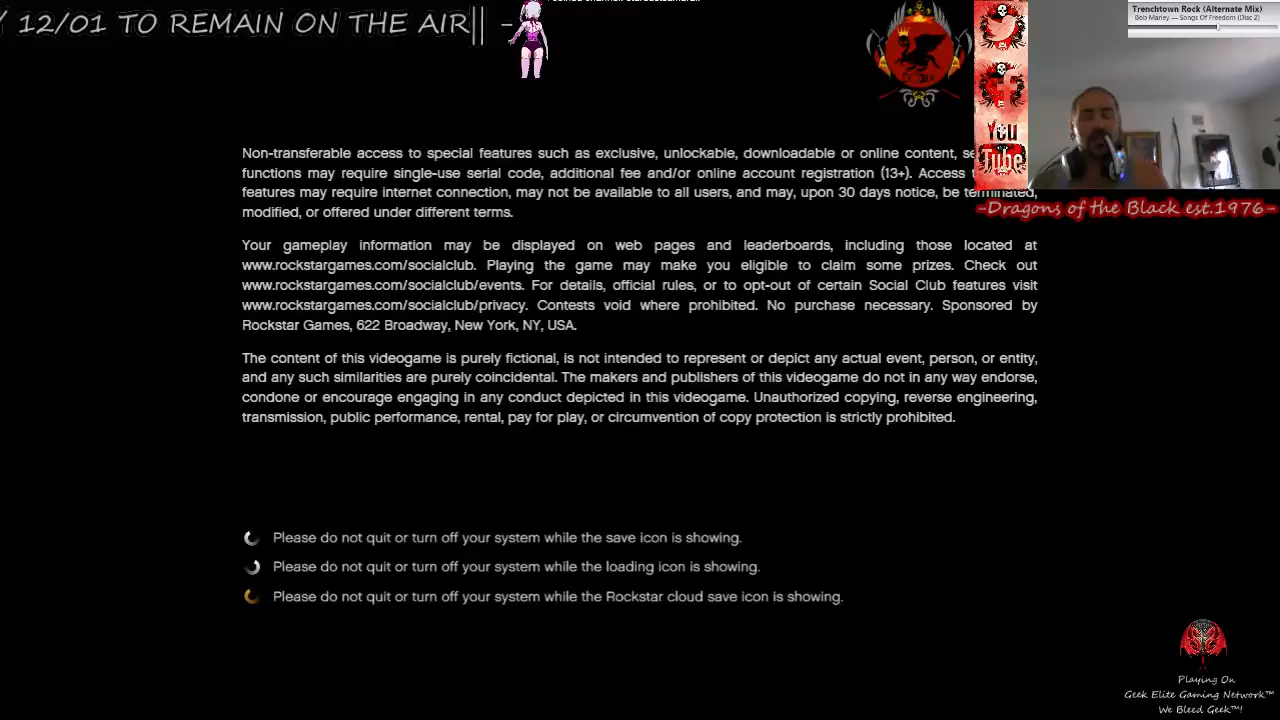 / 12/01 TO REMAIN ON THE AIR|| -
Trenchtown Rock (Alternate Mix)
Bob Marley — Songs Of Freedom (Disc 2)
You
Tube
-Dragons of the Black est.1976-
Non-transferable access to special features such as exclusive, unlockable, downloadable or online content, se
functions may require single-use serial code, additional fee and/or online account registration (13+). Access
features may require internet connection, may not be available to all users, and may, upon 30 days notice, be terminated,
modified, or offered under different terms.
Your gameplay information may be displayed on web pages and leaderboards, including those located at
www.rockstargames.com/socialclub. Playing the game may make you eligible to claim some prizes. Check out
www.rockstargames.com/socialclub/events. For details, official rules, or to opt-out of certain Social Club features visit
www.rockstargames.com/socialclub/privacy. Contests void where prohibited. No purchase necessary. Sponsored by
Rockstar Games, 622 Broadway, New York, NY, USA.
The content of this videogame is purely fictional, is not intended to represent or depict any actual event, person, or entity,
and any such similarities are purely coincidental. The makers and publishers of this videogame do not in any way endorse,
condone or encourage engaging in any conduct depicted in this videogame. Unauthorized copying, reverse engineering,
transmission, public performance, rental, pay for play, or circumvention of copy protection is strictly prohibited.
Please do not quit or turn off your system while the save icon is showing.
Please do not quit or turn off your system while the loading icon is showing.
Please do not quit or turn off your system while the Rockstar cloud save icon is showing.
Playing On
Geek Elite Gaming Network™
We Bleed Geek™!